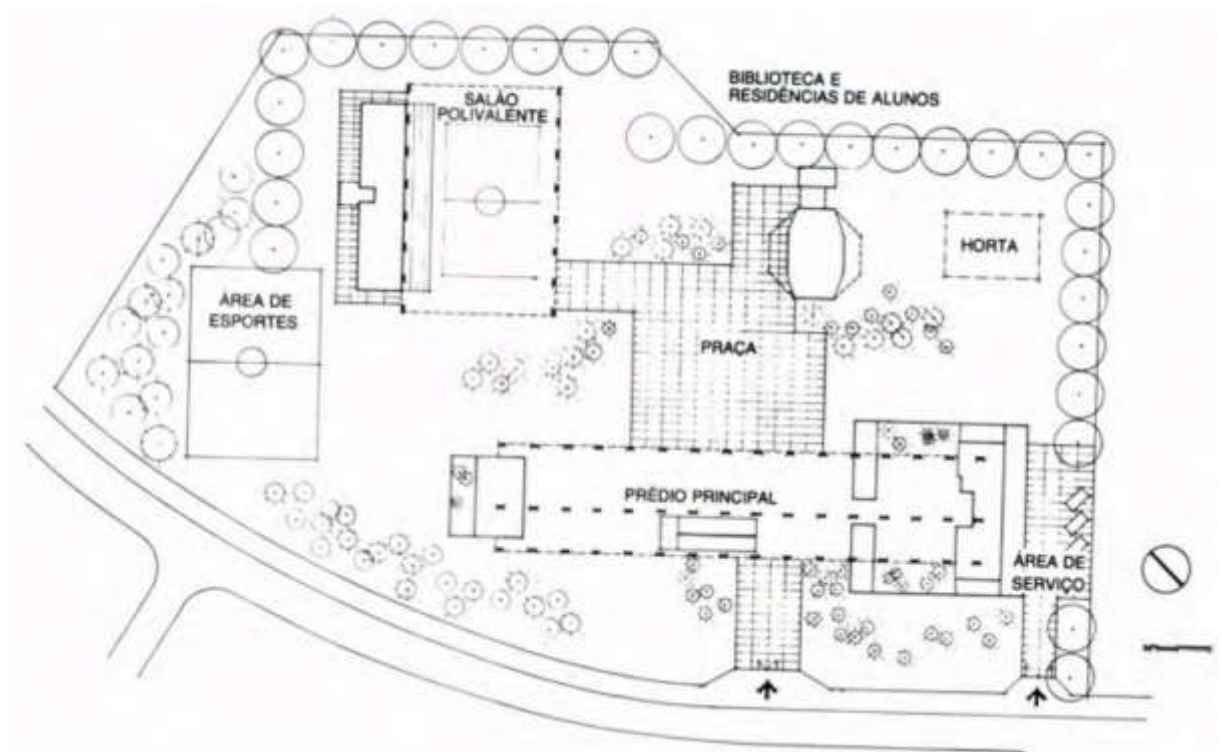 BIBLIOTECA E
RESIDÊNCIAS DE ALUNOS
SALÃO
POLIVALENTE
HORTA
ÁREA DE
ESPORTES
PRAÇA
PRÉDIO PRINCIPAL
ÁREA DE
SERVIÇO